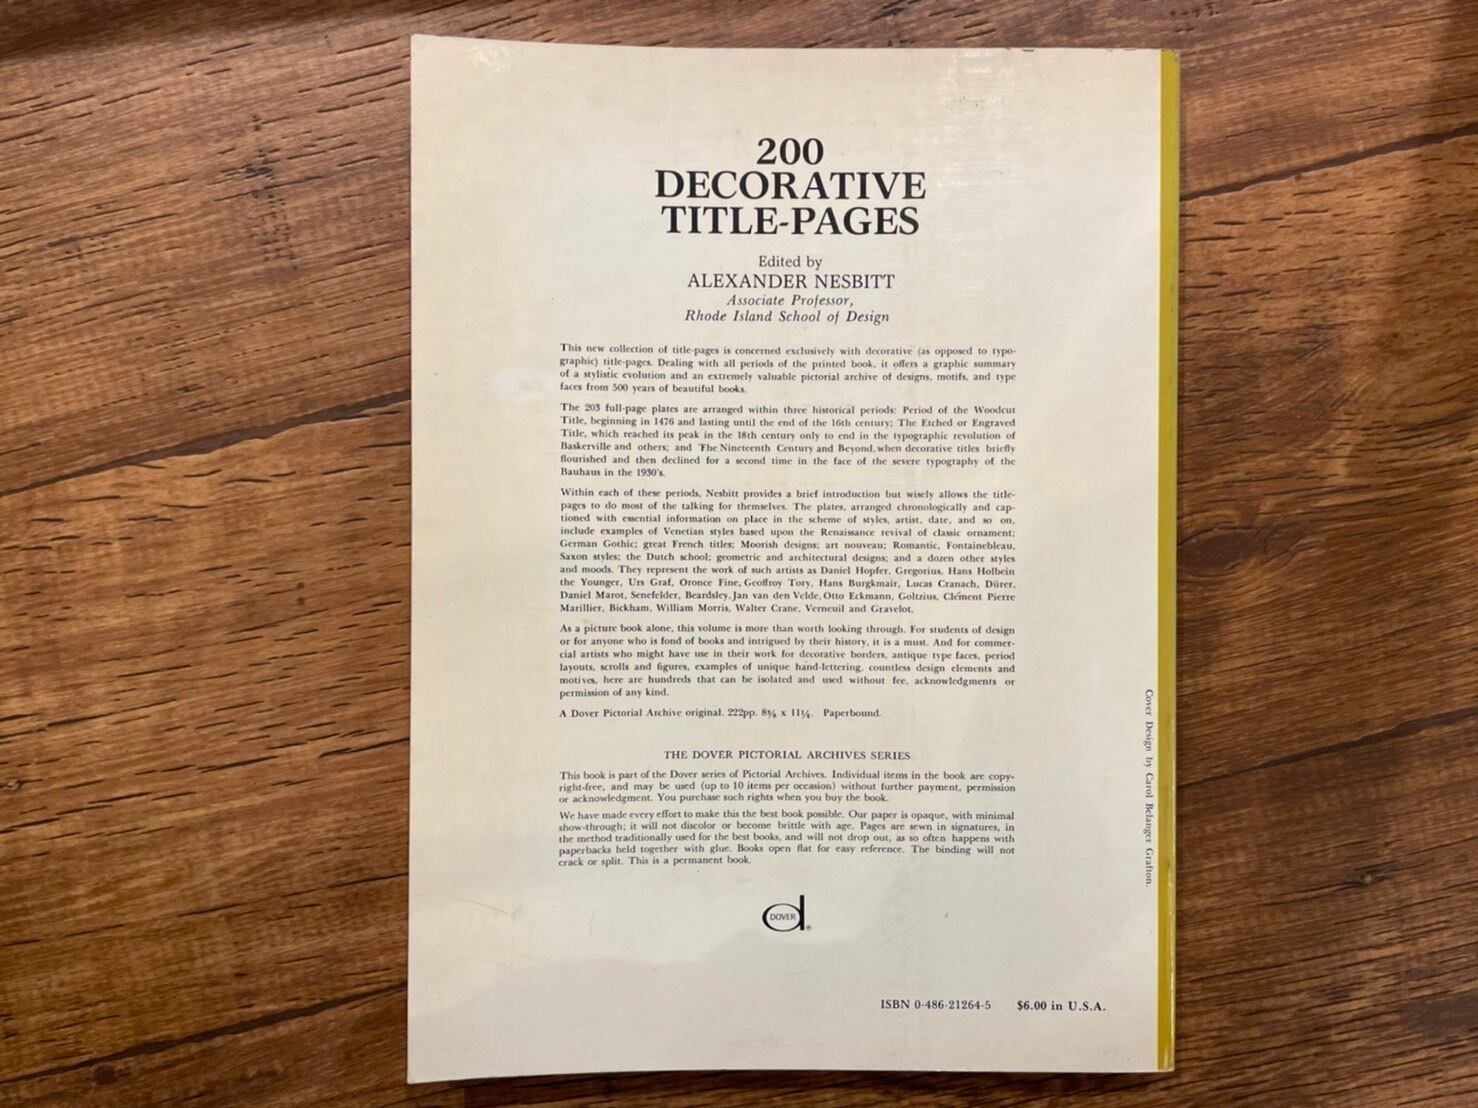 200
DECORATIVE
TITLE-PAGES
Edited by
ALEXANDER NESBITT
Associate Professor,
Rhode Island School of Design
This new collection of title-pages is concerned exclusively with decorative (as opposed to typo-
graphic) title-pages. Dealing with all periods of the printed book, it offers a graphic summary
of a stylistic evolution and an extremely valuable pictorial archive of designs, motifs, and type
faces from 500 years of beautiful books.
The 203 full-page plates are arranged within three historical periods: Period of the Woodcut
Title, beginning in 1476 and lasting until the end of the 16th century; The Etched or Engraved
Title, which reached its peak in the 18th century only to end in the typographic revolution of
Baskerville and others; and The Nineteenth Century and Beyond, when decorative titles briefly
flourished and then declined for a second time in the face of the severe typography of the
Bauhaus in the 1930's.
Within each of these periods, Nesbitt provides a brief introduction but wisely allows the title-
pages to do most of the talking for themselves. The plates, arranged chronologically and cap-
tioned with essential information on place in the scheme of styles, artist, date, and so on,
include examples of Venetian styles based upon the Renaissance revival of classic ornament;
German Gothic; great French titles; Moorish designs; art nouveau; Romantic, Fontainebleau,
Saxon styles; the Dutch school; geometric and architectural designs; and a dozen other styles
and moods. They represent the work of such artists as Daniel Hopfer, Gregorius, Hans Holbein
the Younger, Urs Graf, Oronce Fine, Geoffroy Tory, Hans Burgkmair, Lucas Cranach, Dürer,
Daniel Marot, Senefelder, Beardsley, Jan van den Velde, Otto Eckmann, Goltzius, Clément Pierre
Marillier, Bickham, William Morris, Walter Crane, Verneuil and Gravelot.
As a picture book alone, this volume is more than worth looking through. For students of design
or for anyone who is fond of books and intrigued by their history, it is a must. And for commer-
cial artists who might have use in their work for decorative borders, antique type faces, period
layouts, scrolls and figures, examples of unique hand-lettering, countless design elements and
motives, here are hundreds that can be isolated and used without fee, acknowledgments or
permission of any kind.
A Dover Pictorial Archive original. 222pp. 8⅜ x 11¼. Paperbound.
THE DOVER PICTORIAL ARCHIVES SERIES
This book is part of the Dover series of Pictorial Archives. Individual items in the book are copy-
right-free, and may be used (up to 10 items per occasion) without further payment, permission
or acknowledgment. You purchase such rights when you buy the book.
We have made every effort to make this the best book possible. Our paper is opaque, with minimal
show-through; it will not discolor or become brittle with age. Pages are sewn in signatures, in
the method traditionally used for the best books, and will not drop out, as so often happens with
paperbacks held together with glue. Books open flat for easy reference. The binding will not
crack or split. This is a permanent book.
DOVER
®
ISBN 0-486-21264-5 $6.00 in U.S.A.
Cover Design by Carol Belanger Grafton.